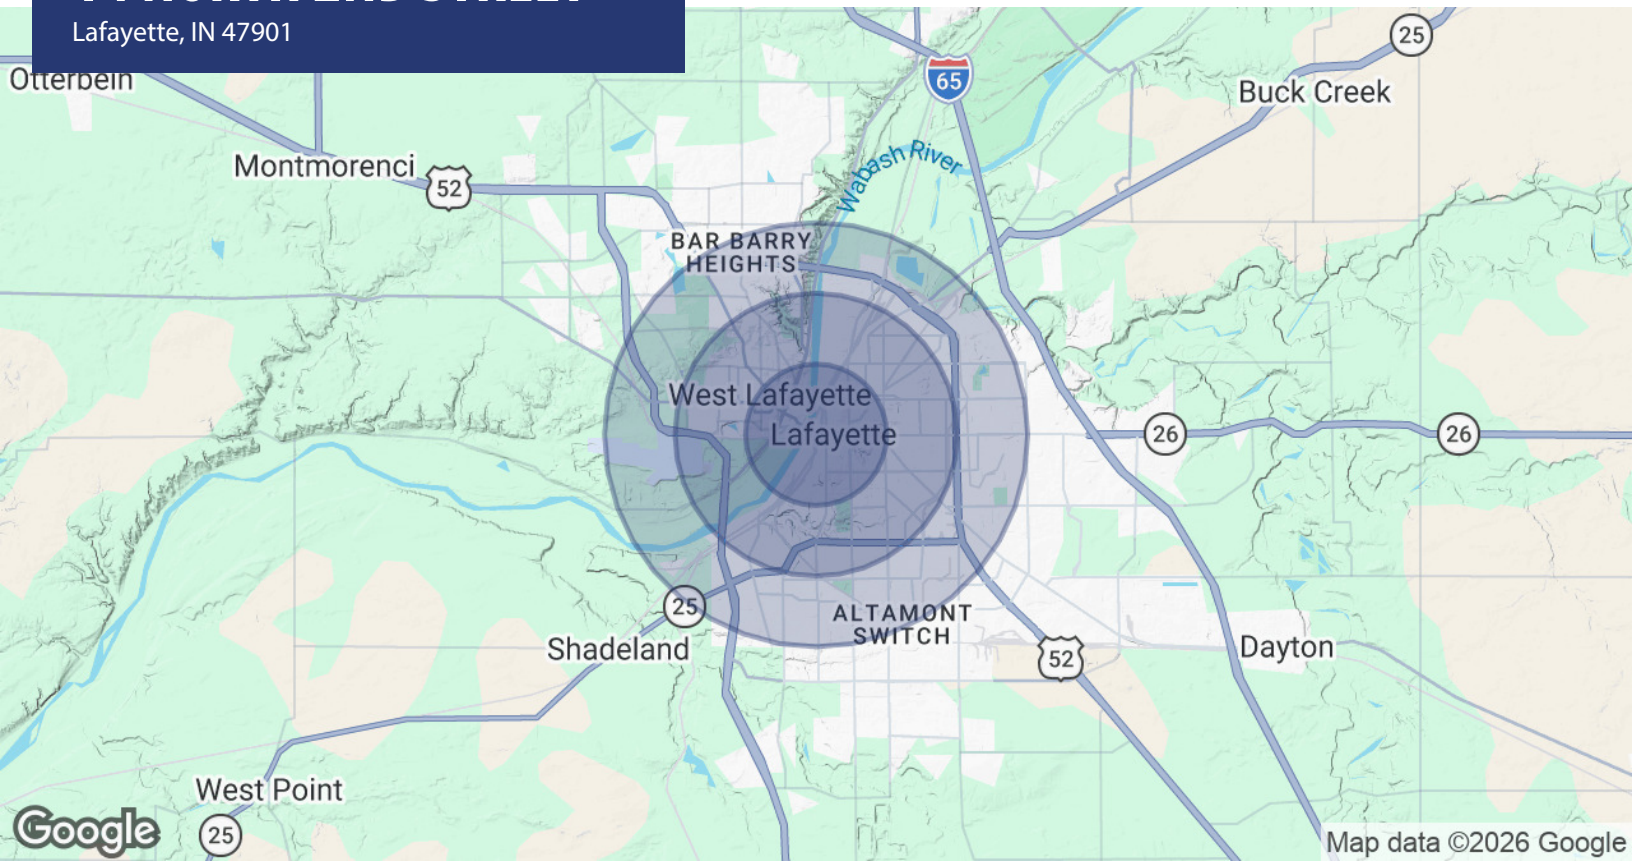 Lafayette, IN 47901
25
65
Otterbein
Buck Creek
Montmorenci
52
Wabash River
BAR BARRY
HEIGHTS
West Lafayette
Lafayette
26
26
25
ALTAMONT
SWITCH
Shadeland
Dayton
52
West Point
25
Google
Map data ©2026 Google